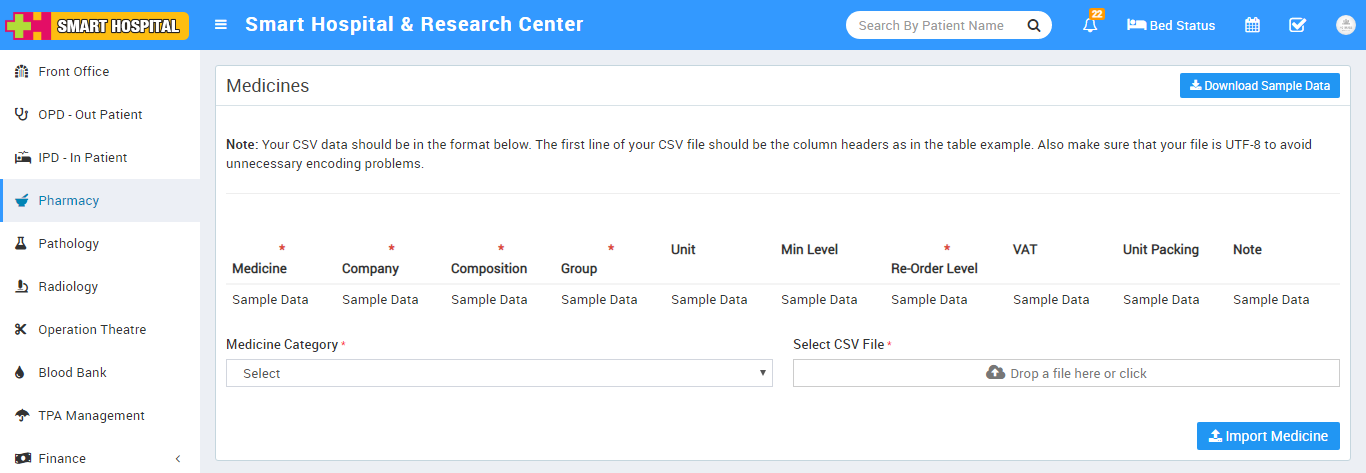 SMART HOSPITAL
Smart Hospital & Research Center
Search By Patient Name
22
Bed Status
Front Office
OPD - Out Patient
IPD - In Patient
Pharmacy
Pathology
Radiology
Operation Theatre
Blood Bank
TPA Management
Finance
Medicines
Download Sample Data
Note: Your CSV data should be in the format below. The first line of your CSV file should be the column headers as in the table example. Also make sure that your file is UTF-8 to avoid
unnecessary encoding problems.
* * * * Unit Min Level * VAT Unit Packing Note
Medicine Company Composition Group Re-Order Level
Sample Data Sample Data Sample Data Sample Data Sample Data Sample Data Sample Data Sample Data Sample Data Sample Data
Medicine Category *
Select
Select CSV File *
Drop a file here or click
Import Medicine